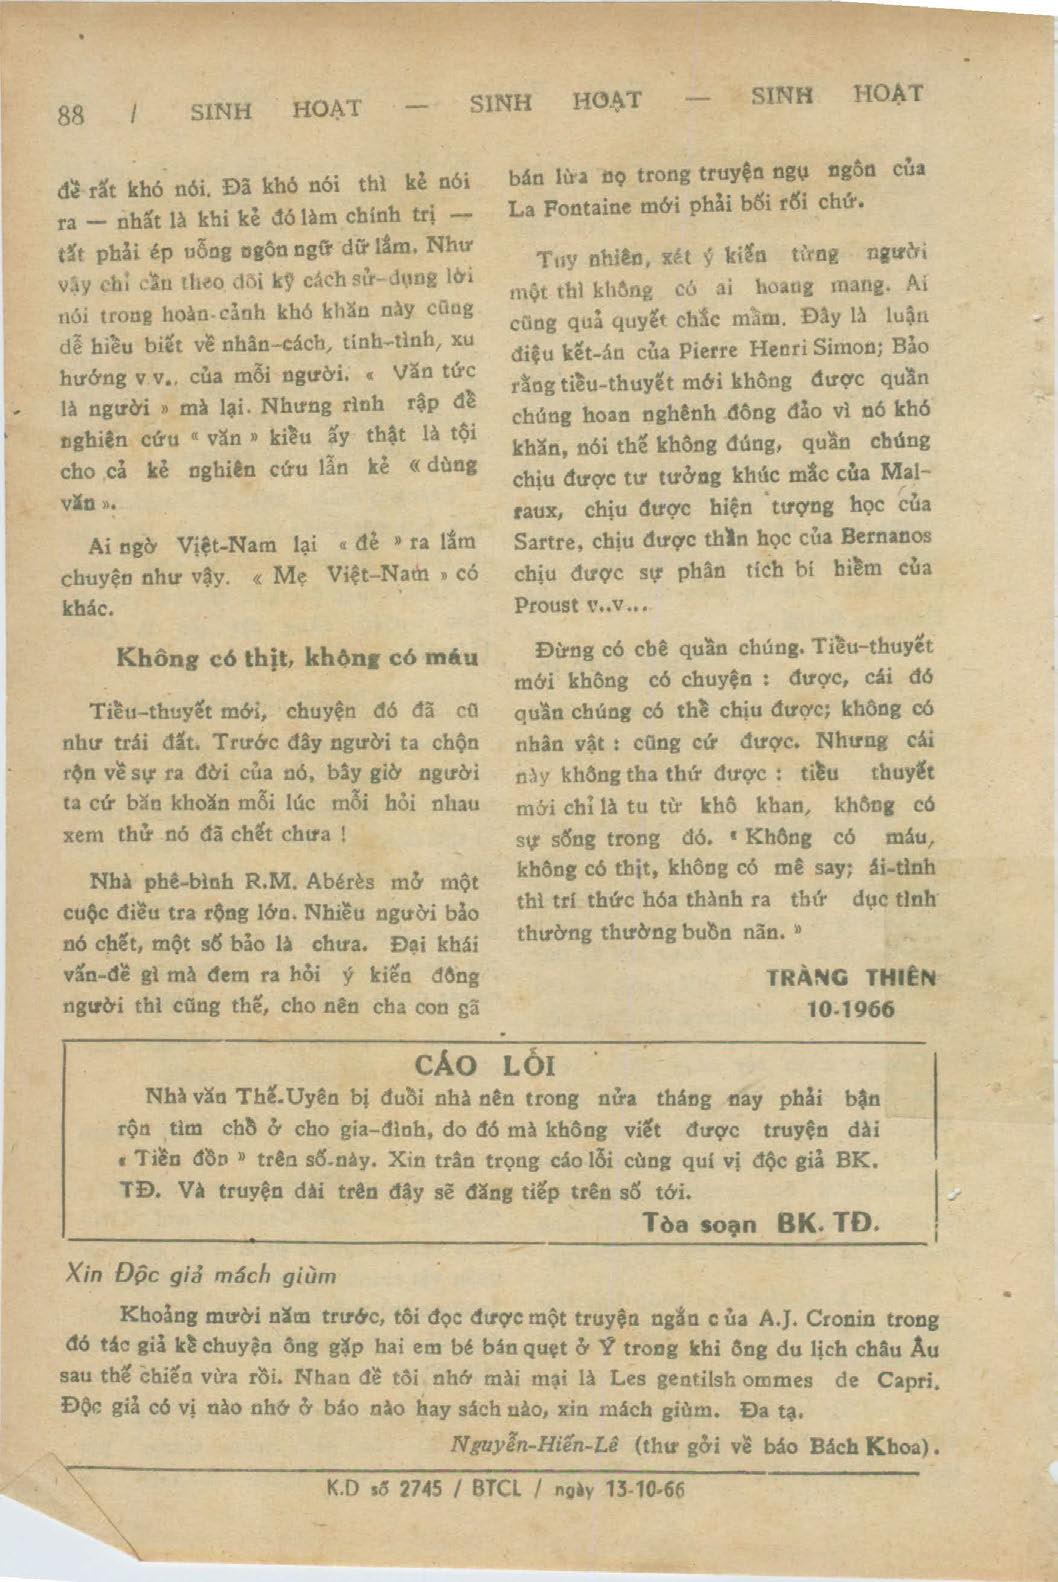 88 / SINH HOẠT — SINH HOẠT — SINH HOẠT
đề rất khó nói. Đã khó nói thì kẻ nói
ra — nhất là khi kẻ đó làm chính trị —
tất phải ép uỗng ngôn ngữ dữ lắm. Như
vậy chỉ cần theo dõi kỹ cách sử-dụng lời
nói trong hoàn-cảnh khó khăn này cũng
dễ hiểu biết về nhân-cách, tính-tình, xu
hướng v v.. của mỗi người. « Văn tức
là người » mà lại. Nhưng rình rập để
nghiên cứu « văn » kiểu ấy thật là tội
cho cả kẻ nghiên cứu lẫn kẻ « dùng
văn ».
Ai ngờ Việt-Nam lại « đẻ » ra lắm
chuyện như vậy. « Mẹ Việt-Nam » có
khác.
Không có thịt, không có máu
Tiểu-thuyết mới, chuyện đó đã cũ
như trái đất. Trước đây người ta chộn
rộn về sự ra đời của nó, bây giờ người
ta cứ băn khoăn mỗi lúc mỗi hỏi nhau
xem thử nó đã chết chưa !
Nhà phê-bình R.M. Abérès mở một
cuộc điều tra rộng lớn. Nhiều người bảo
nó chết, một số bảo là chưa. Đại khái
vấn-đề gì mà đem ra hỏi ý kiến đông
người thì cũng thế, cho nên cha con gã
bán lừa nọ trong truyện ngụ ngôn của
La Fontaine mới phải bối rối chứ.
Tuy nhiên, xét ý kiến từng người
một thì không có ai hoang mang. Ai
cũng quả quyết chắc mầm. Đây là luận
điệu kết-án của Pierre Henri Simon; Bảo
rằng tiểu-thuyết mới không được quần
chúng hoan nghênh đông đảo vì nó khó
khăn, nói thế không đúng, quần chúng
chịu được tư tưởng khúc mắc của Mal-
raux, chịu được hiện tượng học của
Sartre, chịu được thần học của Bernanos
chịu được sự phân tích bí hiểm của
Proust v..v...
Đừng có chê quần chúng. Tiểu-thuyết
mới không có chuyện : được, cái đó
quần chúng có thể chịu được; không có
nhân vật : cũng cứ được. Nhưng cái
này không tha thứ được : tiểu thuyết
mới chỉ là tu từ khô khan, không có
sự sống trong đó. « Không có máu,
không có thịt, không có mê say; ái-tình
thì trí thức hóa thành ra thứ dục tình
thường thường buồn nãn. »
TRÀNG THIÊN
10-1966
CÁO LỖI
Nhà văn Thế.Uyên bị đuổi nhà nên trong nửa tháng nay phải bận
rộn tìm chỗ ở cho gia-đình, do đó mà không viết được truyện dài
« Tiền đồn » trên số-này. Xin trân trọng cáo lỗi cùng quí vị độc giả BK.
TĐ. Và truyện dài trên đây sẽ đăng tiếp trên số tới.
Tòa soạn BK. TĐ.
Xin Độc giả mách giùm
Khoảng mười năm trước, tôi đọc được một truyện ngắn của A.J. Cronin trong
đó tác giả kể chuyện ông gặp hai em bé bán quẹt ở Ý trong khi ông du lịch châu Âu
sau thế chiến vừa rồi. Nhan đề tôi nhớ mài mại là Les gentilsh ommes de Capri.
Độc giả có vị nào nhớ ở báo nào hay sách nào, xin mách giùm. Đa tạ.
Nguyễn-Hiến-Lê (thư gởi về báo Bách Khoa).
K.D số 2745 / BTCL / ngày 13-10-66